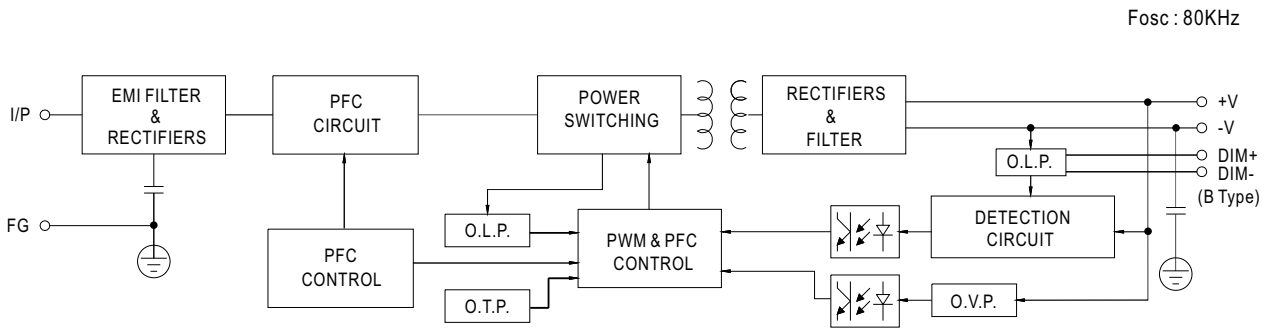 Fosc : 80KHz
I/P
EMI FILTER
&
RECTIFIERS
PFC
CIRCUIT
POWER
SWITCHING
RECTIFIERS
&
FILTER
+V
-V
DIM+
DIM-
(B Type)
O.L.P.
FG
O.L.P.
PFC
CONTROL
PWM & PFC
CONTROL
DETECTION
CIRCUIT
O.T.P.
O.V.P.